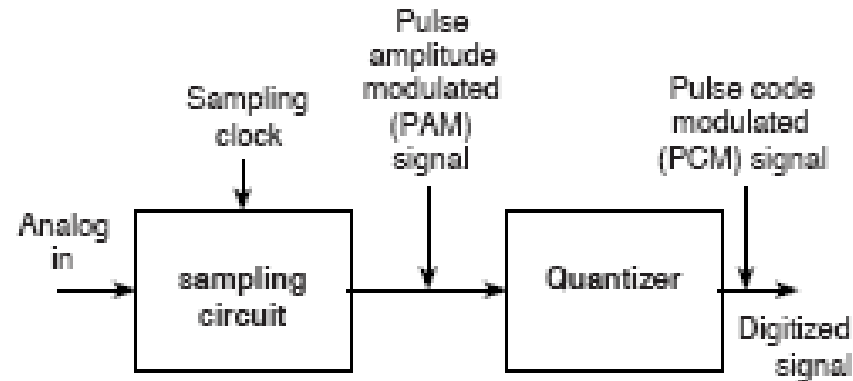 Pulse
amplitude
modulated
(PAM)
signal
Sampling
clock
Pulse code
modulated
(PCM) signal
Analog
in
sampling
circuit
Quantizer
Digitized
signal